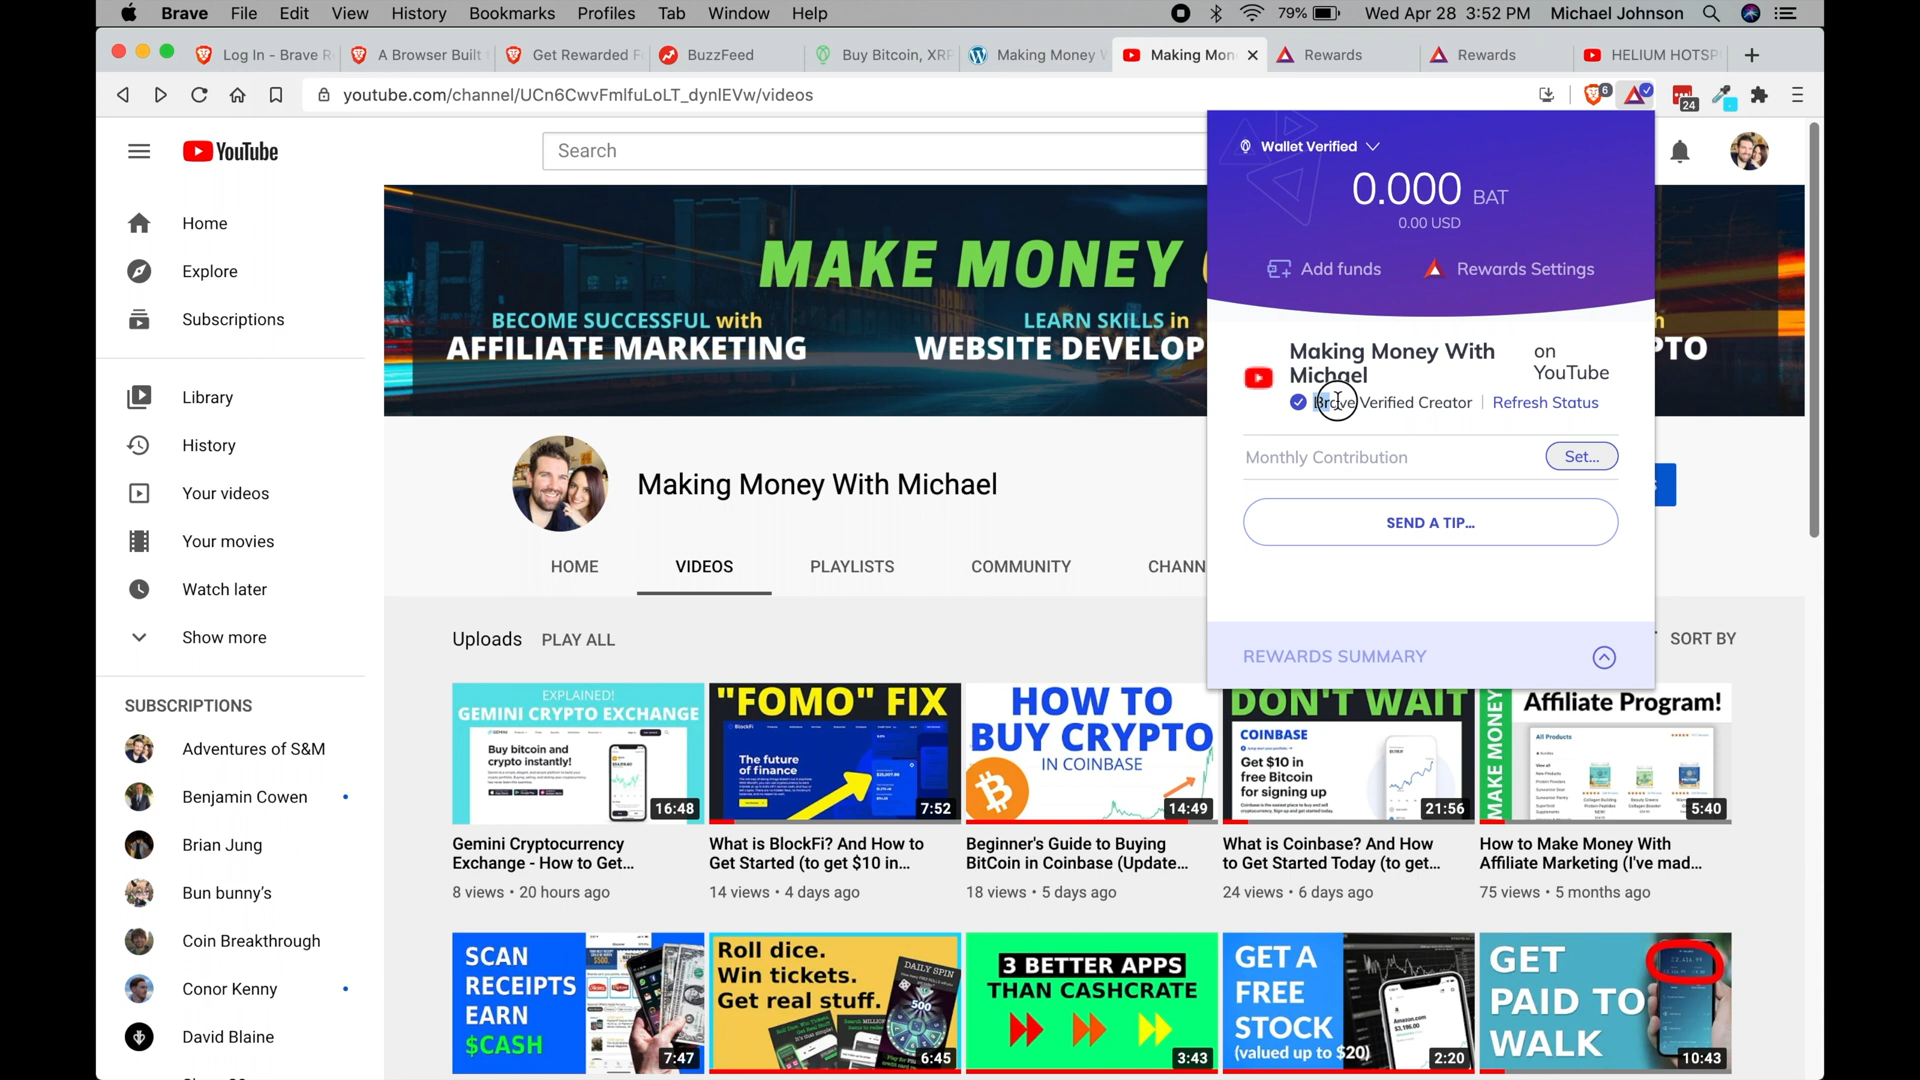 Brave File Edit View History Bookmarks Profiles Tab Window Help 79% Wed Apr 28 3:52 PM Michael Johnson
Log In - Brave R A Browser Built Get Rewarded F BuzzFeed Buy Bitcoin, XRP Making Money W Making Mon Rewards Rewards HELIUM HOTSP
youtube.com/channel/UCn6CwvFmlfuLoLT_dynlEVw/videos 6 24
YouTube
Search
Home
Explore
Subscriptions
Library
History
Your videos
Your movies
Watch later
Show more
SUBSCRIPTIONS
Adventures of S&M
Benjamin Cowen
Brian Jung
Bun bunny's
Coin Breakthrough
Conor Kenny
David Blaine
MAKE MONEY
BECOME SUCCESSFUL with
AFFILIATE MARKETING
LEARN SKILLS in
WEBSITE DEVELOP
PTO
Making Money With Michael
HOME VIDEOS PLAYLISTS COMMUNITY CHANN
Wallet Verified
0.000 BAT
0.00 USD
Add funds Rewards Settings
Making Money With
Michael
on
YouTube
Brave Verified Creator | Refresh Status
Monthly Contribution Set...
SEND A TIP...
REWARDS SUMMARY
Uploads PLAY ALL SORT BY
EXPLAINED!
GEMINI CRYPTO EXCHANGE
Buy bitcoin and
crypto instantly!
16:48
Gemini Cryptocurrency
Exchange - How to Get...
8 views • 20 hours ago
"FOMO" FIX
BlockFi
The future
of finance
7:52
What is BlockFi? And How to
Get Started (to get $10 in...
14 views • 4 days ago
HOW TO
BUY CRYPTO
IN COINBASE
14:49
Beginner's Guide to Buying
BitCoin in Coinbase (Update...
18 views • 5 days ago
DON'T WAIT
COINBASE
Get $10 in
free Bitcoin
for signing up
21:56
What is Coinbase? And How
to Get Started Today (to get...
24 views • 6 days ago
MAKE MONEY
Affiliate Program!
All Products
5:40
How to Make Money With
Affiliate Marketing (I've mad...
75 views • 5 months ago
SCAN
RECEIPTS
EARN
$CASH
7:47
Roll dice.
Win tickets.
Get real stuff.
DAILY SPIN
500
6:45
3 BETTER APPS
THAN CASHCRATE
3:43
GET A
FREE
STOCK
(valued up to $20)
Amazon.com
$3,196.00
2:20
GET
PAID TO
WALK
10:43